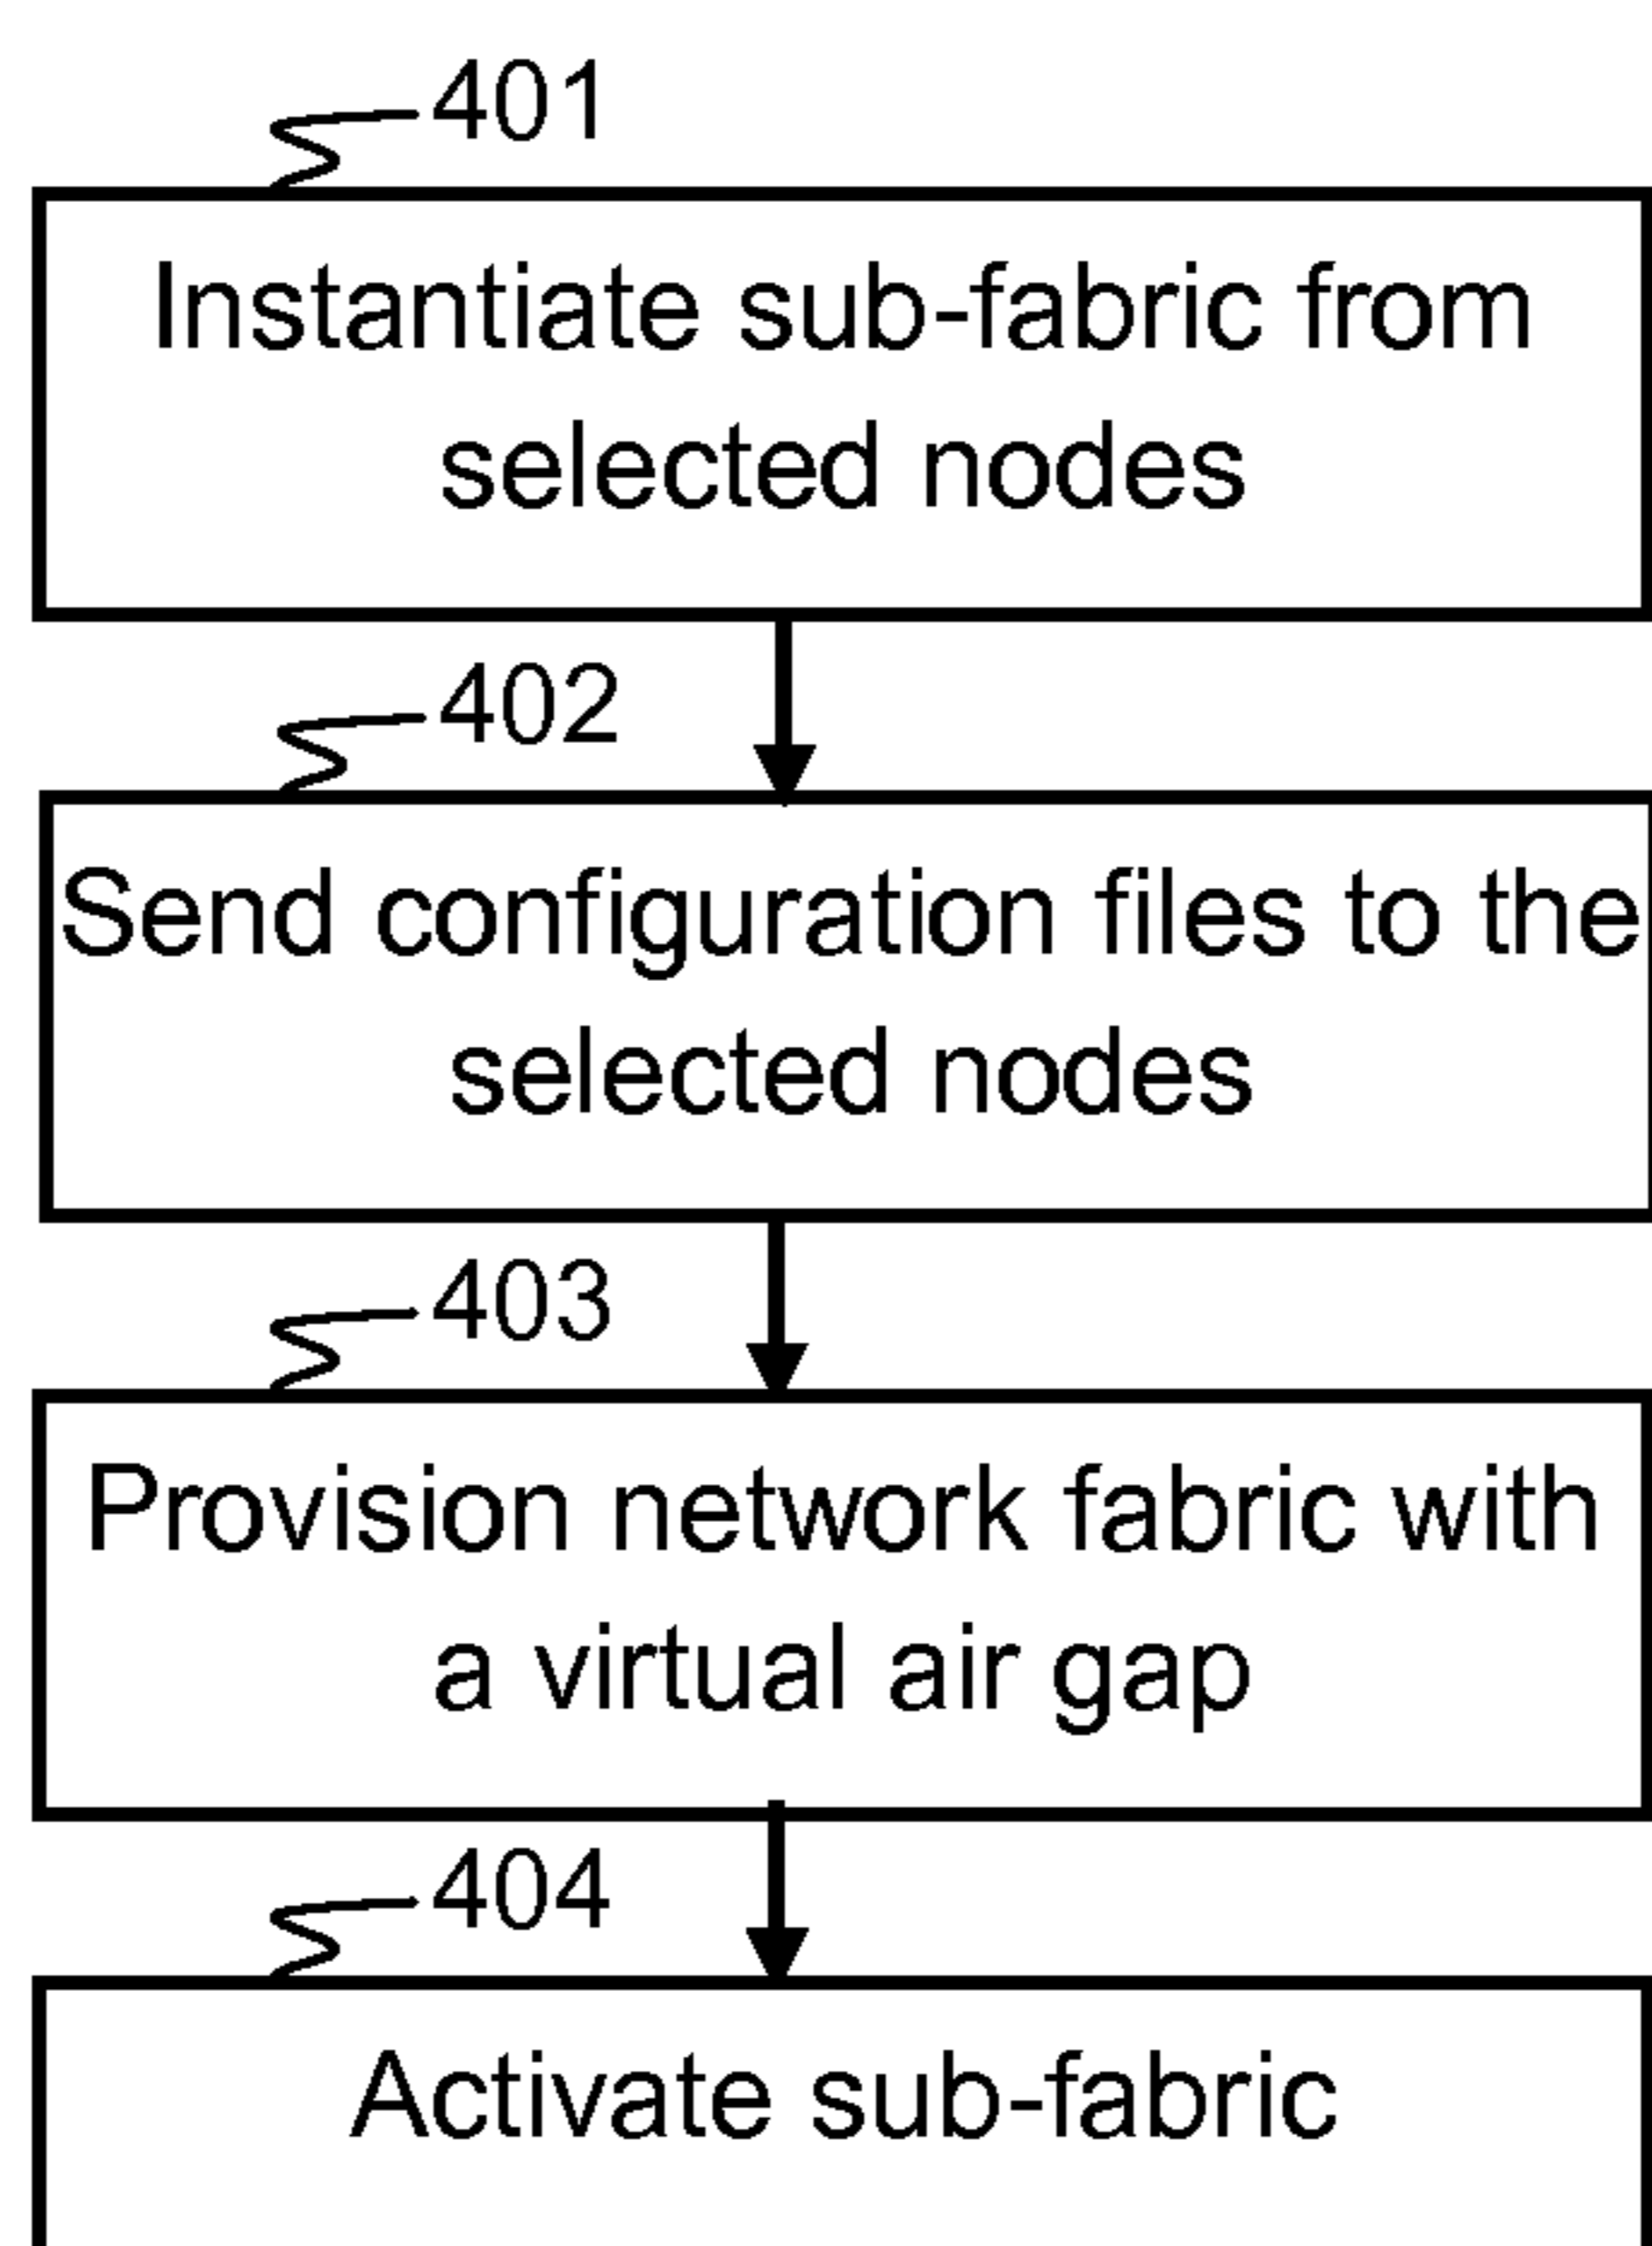 401
Instantiate sub-fabric from
selected nodes
402
Send configuration files to the
selected nodes
403
Provision network fabric with
a virtual air gap
404
Activate sub-fabric